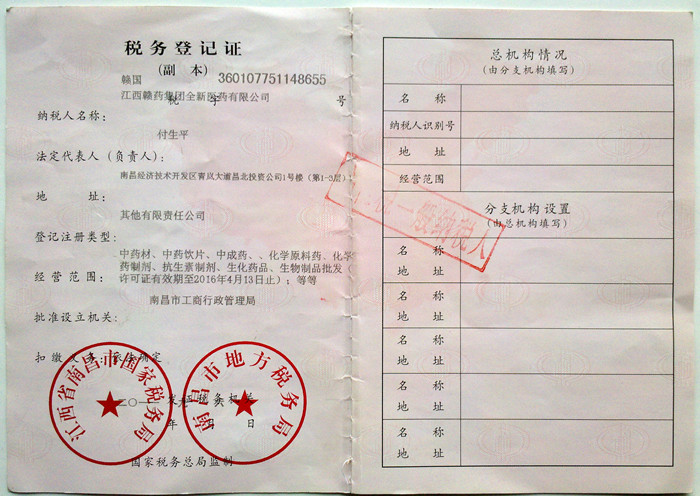 税务登记证
(副 本)
赣国 360107751148655
江西赣药集团全新医药有限公司
税 字 号
纳税人名称：
付生平
法定代表人（负责人）：
南昌经济技术开发区青岚大道昌北投资公司1号楼（第1-3层）
地 址：
其他有限责任公司
登记注册类型：
中药材、中药饮片、中成药、、化学原料药、化学
药制剂、抗生素制剂、生化药品、生物制品批发（
经营范围：
许可证有效期至2016年4月13日止）；等等
南昌市工商行政管理局
批准设立机关：
扣缴义务：依法确定
江西省南昌市国家税务局
南昌市地方税务局
发证税务机关
年 月 日
国家税务总局监制
总机构情况
(由分支机构填写)
名 称
纳税人识别号
地 址
经营范围
一般纳税人
分支机构设置
(由总机构填写)
名 称
地 址
名 称
地 址
名 称
地 址
名 称
地 址
名 称
地 址